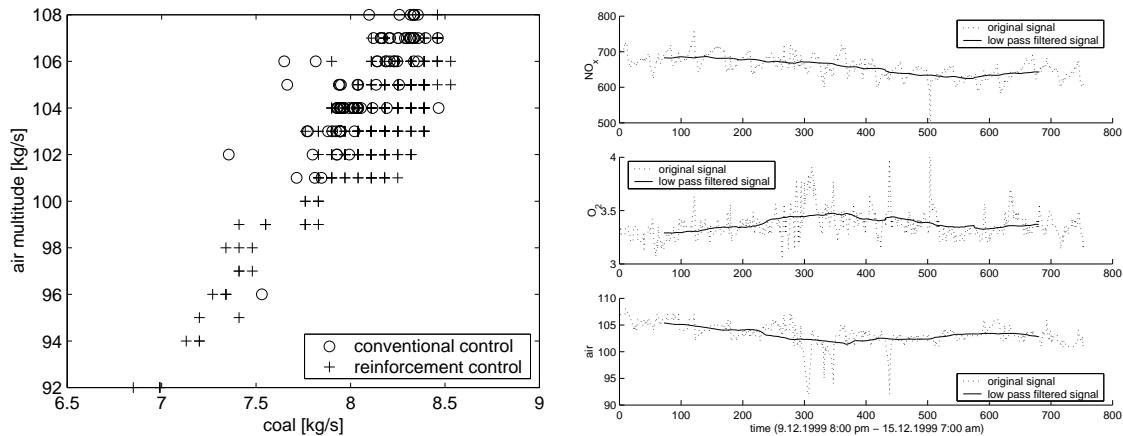 108
106
104
102
100
98
96
94
92
air multitude [kg/s]
6.5 7 7.5 8 8.5 9
coal [kg/s]
conventional control
reinforcement control
800
700
600
500
NOx
original signal
low pass filtered signal
0 100 200 300 400 500 600 700 800
4
3.5
3
O2
original signal
low pass filtered signal
0 100 200 300 400 500 600 700 800
110
105
100
95
90
air
original signal
low pass filtered signal
0 100 200 300 400 500 600 700 800
time (9.12.1999 8:00 pm − 15.12.1999 7:00 am)